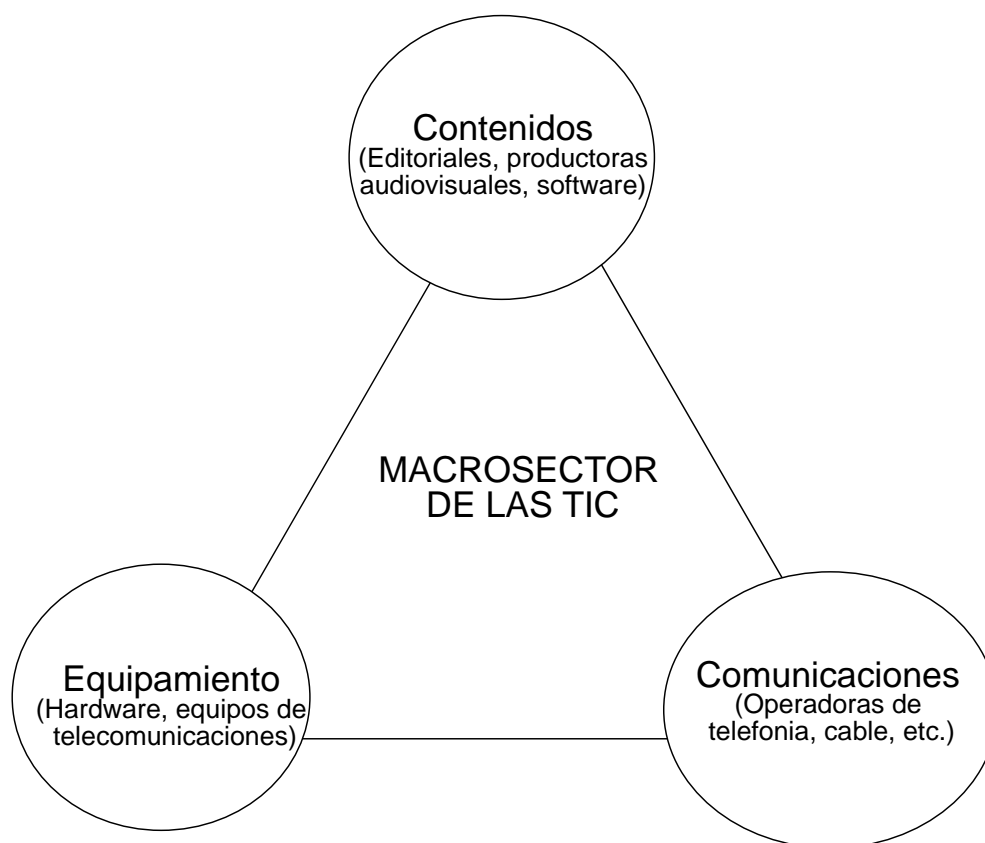 Contenidos
(Editoriales, productoras
audiovisuales, software)
MACROSECTOR
DE LAS TIC
Equipamiento
(Hardware, equipos de
telecomunicaciones)
Comunicaciones
(Operadoras de
telefonia, cable, etc.)